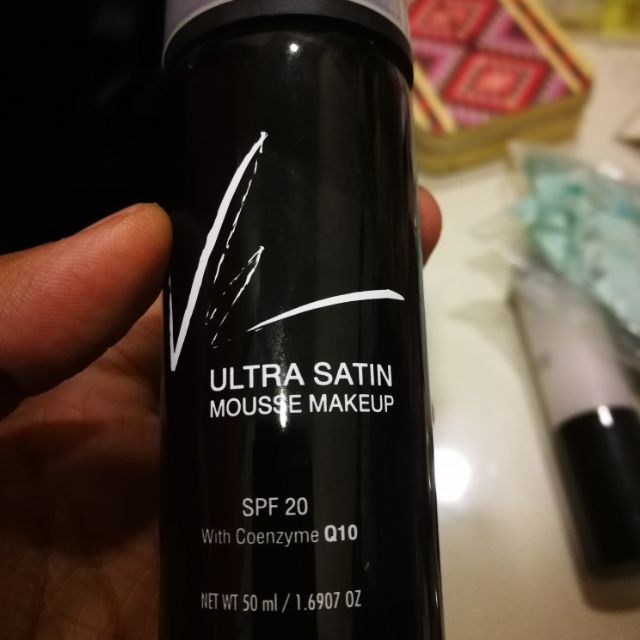 ULTRA SATIN
MOUSSE MAKEUP
SPF 20
With Coenzyme Q10
NET WT 50 ml / 1.6907 OZ